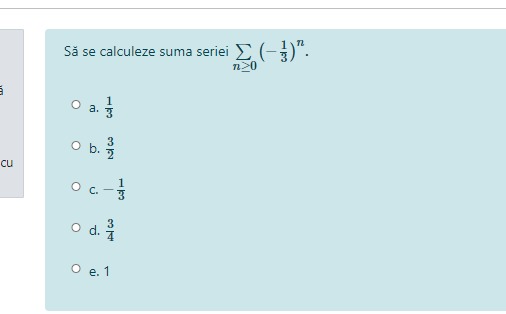 ă
cu
Să se calculeze suma seriei $\sum_{n \geq 0} \left(-\frac{1}{3}\right)^n$.
a. $\frac{1}{3}$
b. $\frac{3}{2}$
c. $-\frac{1}{3}$
d. $\frac{3}{4}$
e. 1